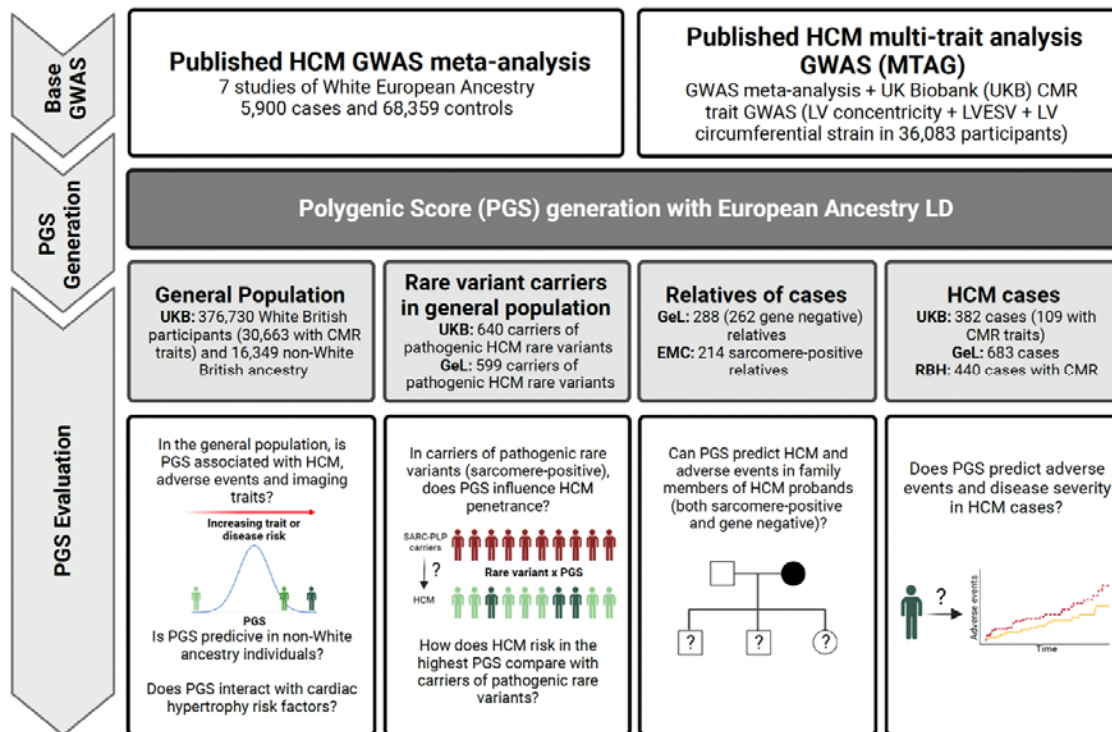 Base
GWAS
Published HCM GWAS meta-analysis
7 studies of White European Ancestry
5,900 cases and 68,359 controls
Published HCM multi-trait analysis
GWAS (MTAG)
GWAS meta-analysis + UK Biobank (UKB) CMR
trait GWAS (LV concentricity + LVESV + LV
circumferential strain in 36,083 participants)
PGS
Generation
Polygenic Score (PGS) generation with European Ancestry LD
PGS Evaluation
General Population
UKB: 376,730 White British
participants (30,663 with CMR
traits) and 16,349 non-White
British ancestry
Rare variant carriers
in general population
UKB: 640 carriers of
pathogenic HCM rare variants
GeL: 599 carriers of
pathogenic HCM rare variants
Relatives of cases
GeL: 288 (262 gene negative)
relatives
EMC: 214 sarcomere-positive
relatives
HCM cases
UKB: 382 cases (109 with
CMR traits)
GeL: 683 cases
RBH: 440 cases with CMR
In the general population, is
PGS associated with HCM,
adverse events and imaging
traits?
Increasing trait or
disease risk
PGS
Is PGS predicive in non-White
ancestry individuals?
Does PGS interact with cardiac
hypertrophy risk factors?
In carriers of pathogenic rare
variants (sarcomere-positive),
does PGS influence HCM
penetrance?
SARC-PLP
carriers
?
Rare variant x PGS
HCM
How does HCM risk in the
highest PGS compare with
carriers of pathogenic rare
variants?
Can PGS predict HCM and
adverse events in family
members of HCM probands
(both sarcomere-positive
and gene negative)?
? ? ?
Does PGS predict adverse
events and disease severity
in HCM cases?
?
Adverse events
Time